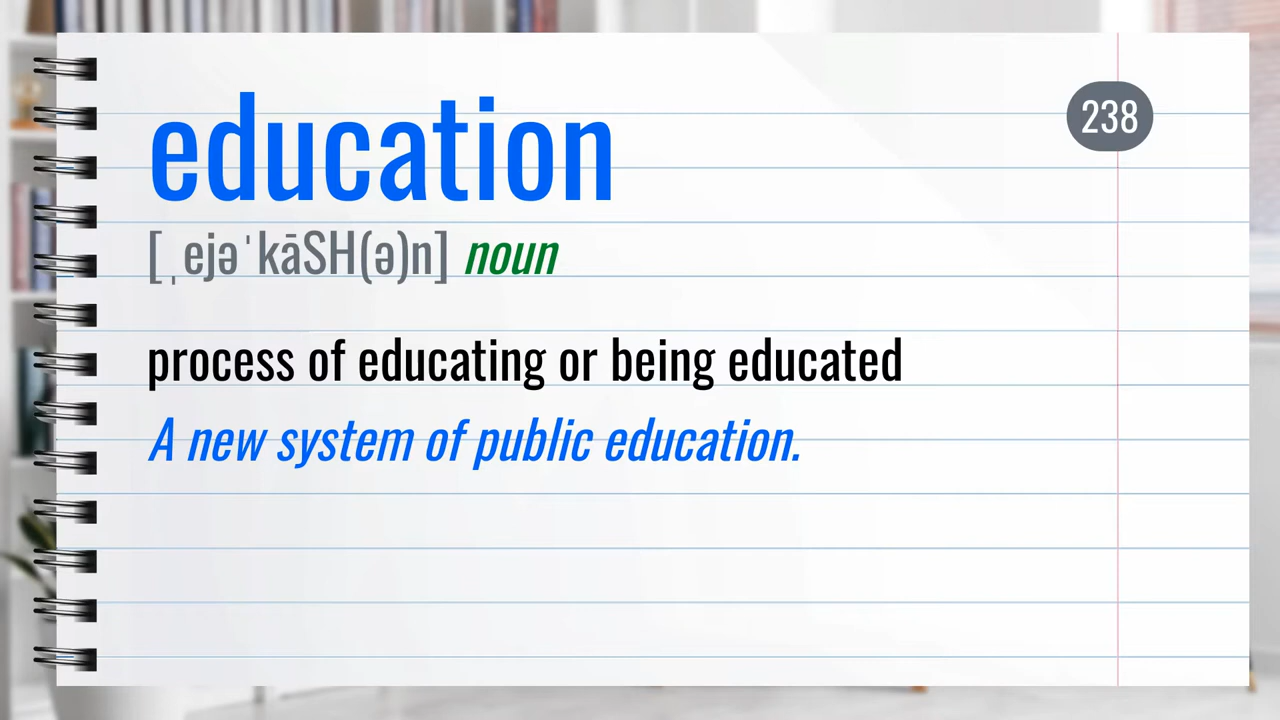 education
238
[ˌejəˈkāSH(ə)n] noun
process of educating or being educated
A new system of public education.